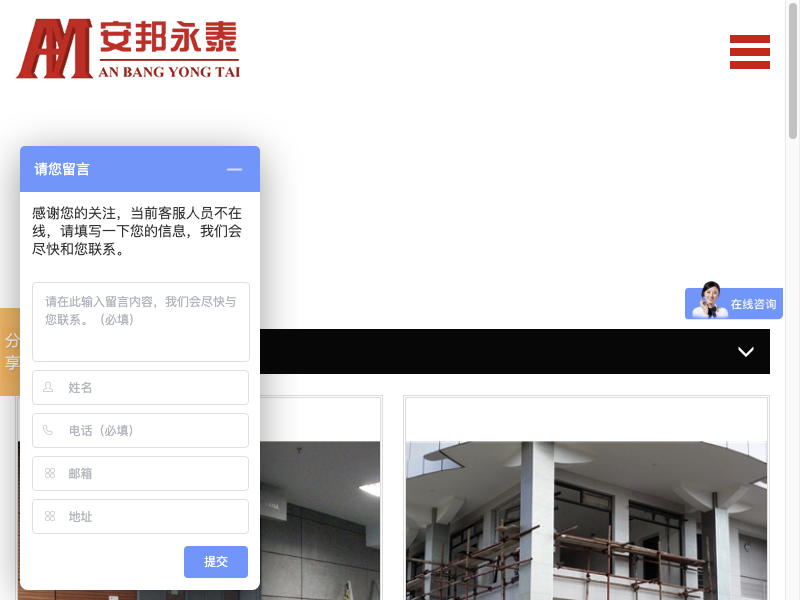 安邦永泰
AN BANG YONG TAI
请您留言
感谢您的关注，当前客服人员不在
线，请填写一下您的信息，我们会
尽快和您联系。
请在此输入留言内容，我们会尽快与
您联系。（必填）
姓名
电话（必填）
邮箱
地址
提交
分
享
在线咨询